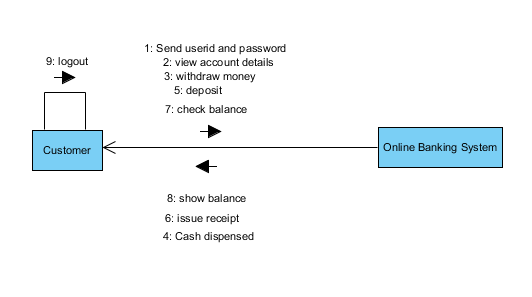 1: Send userid and password
2: view account details
9: logout
3: withdraw money
5: deposit
7: check balance
Customer
Online Banking System
8: show balance
6: issue receipt
4: Cash dispensed